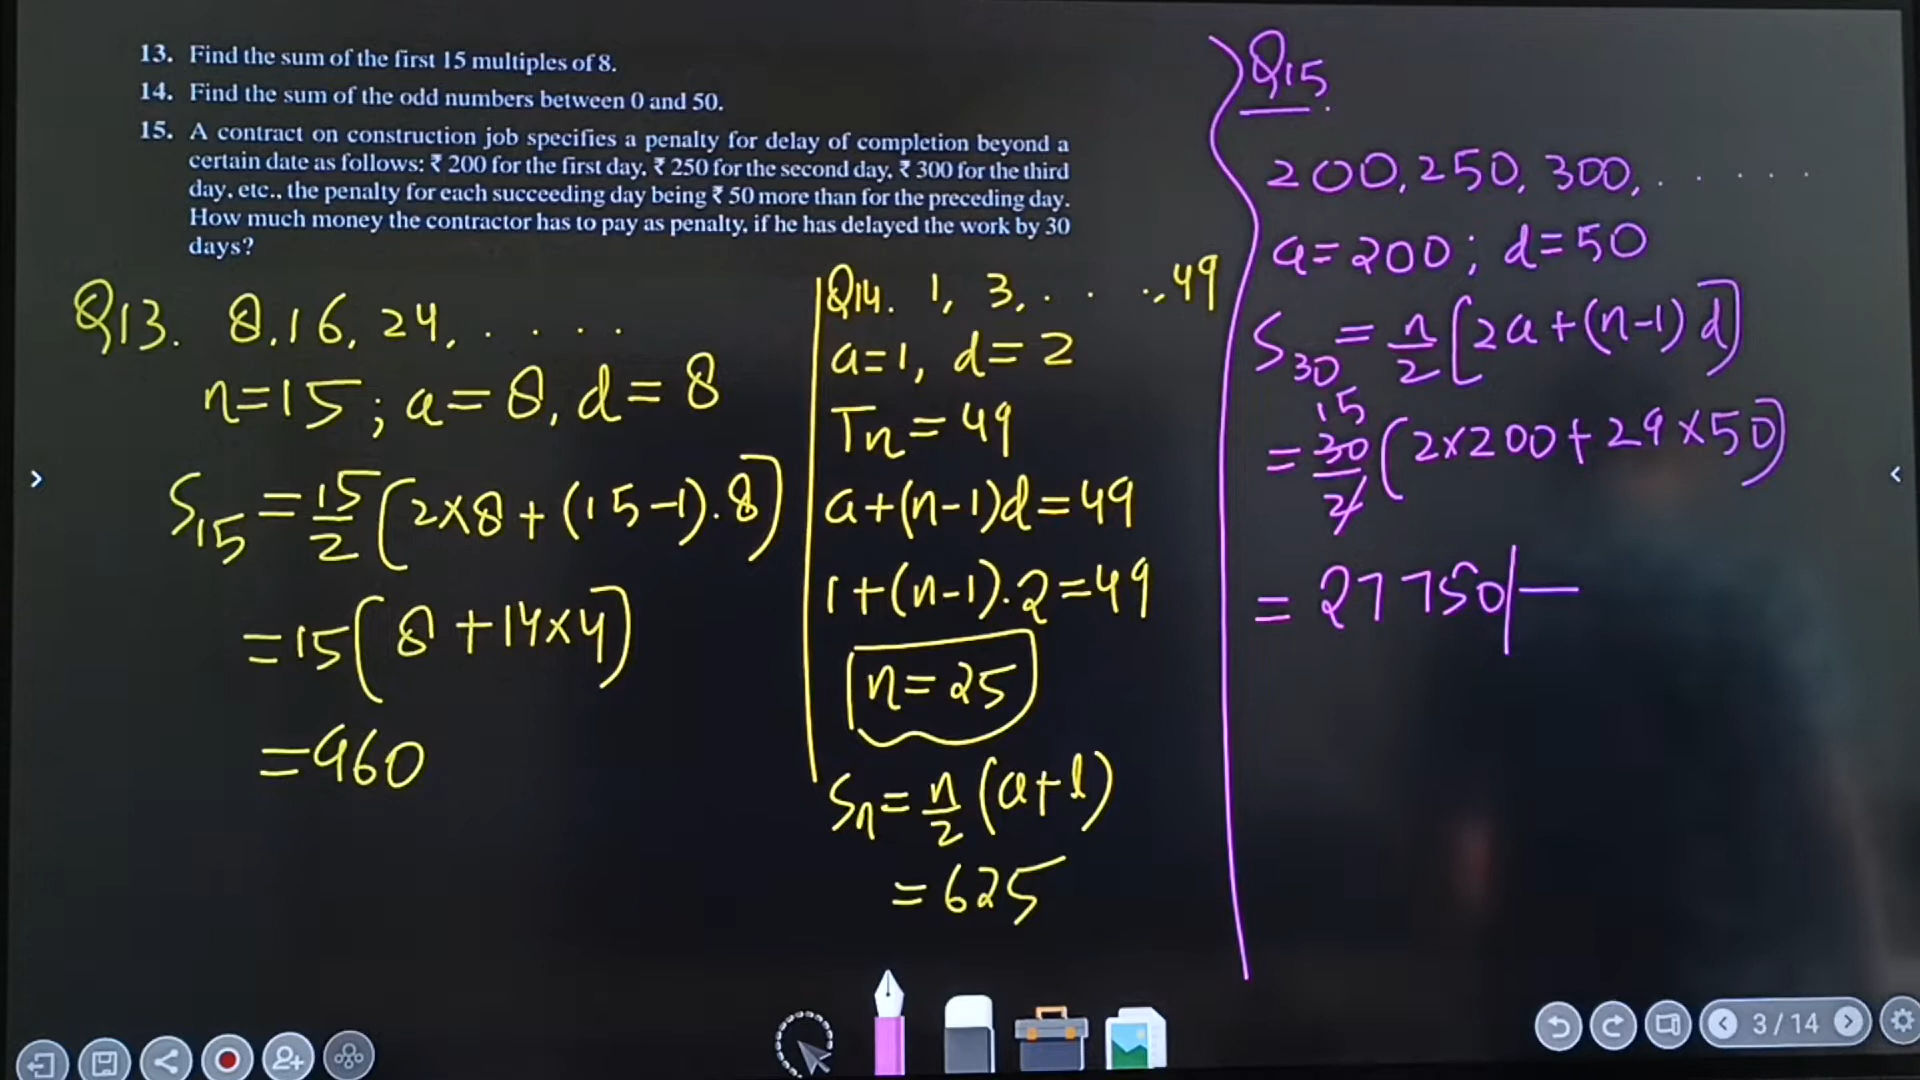 13. Find the sum of the first 15 multiples of 8.
14. Find the sum of the odd numbers between 0 and 50.
15. A contract on construction job specifies a penalty for delay of completion beyond a
certain date as follows: ₹ 200 for the first day, ₹ 250 for the second day, ₹ 300 for the third
day, etc., the penalty for each succeeding day being ₹ 50 more than for the preceding day.
How much money the contractor has to pay as penalty, if he has delayed the work by 30
days?
Q13. 8, 16, 24, . . . .
n=15; a=8, d=8
S15 = 15/2 (2×8+(15-1).8)
=15(8+14×4)
=960
Q14. 1, 3, . . ., 49
a=1, d=2
Tn=49
a+(n-1)d=49
1+(n-1).2=49
n=25
Sn = n/2 (a+l)
=625
Q15.
200, 250, 300, . . . . .
a=200; d=50
S30 = n/2 [2a+(n-1)d]
15
= 30/2 (2×200+29×50)
= 27750/-
3 / 14